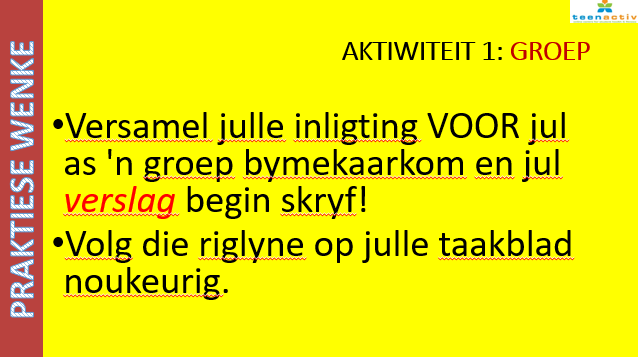 teenactiv
AKTIWITEIT 1: GROEP
PRAKTIESE WENKE
•Versamel julle inligting VOOR jul
as 'n groep bymekaarkom en jul
verslag begin skryf!
•Volg die riglyne op julle taakblad
noukeurig.